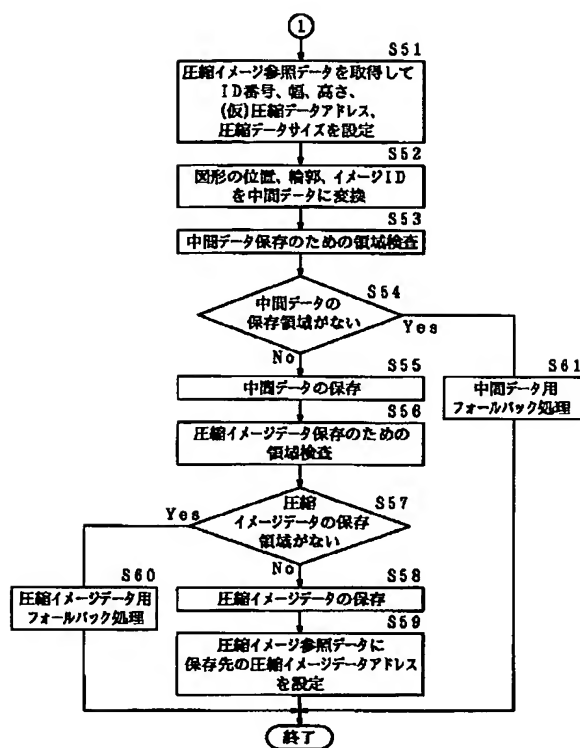 1
S51
圧縮イメージ参照データを取得して
ID番号、幅、高さ、
(仮)圧縮データアドレス、
圧縮データサイズを設定
S52
図形の位置、輪郭、イメージID
を中間データに変換
S53
中間データ保存のための領域検査
S54
中間データの
保存領域がない
Yes
No
S55
中間データの保存
S61
中間データ用
フォールバック処理
S56
圧縮イメージデータ保存のための
領域検査
S57
圧縮
イメージデータの保存
領域がない
Yes
No
S60
圧縮イメージデータ用
フォールバック処理
S58
圧縮イメージデータの保存
S59
圧縮イメージ参照データに
保存先の圧縮イメージデータアドレス
を設定
終了